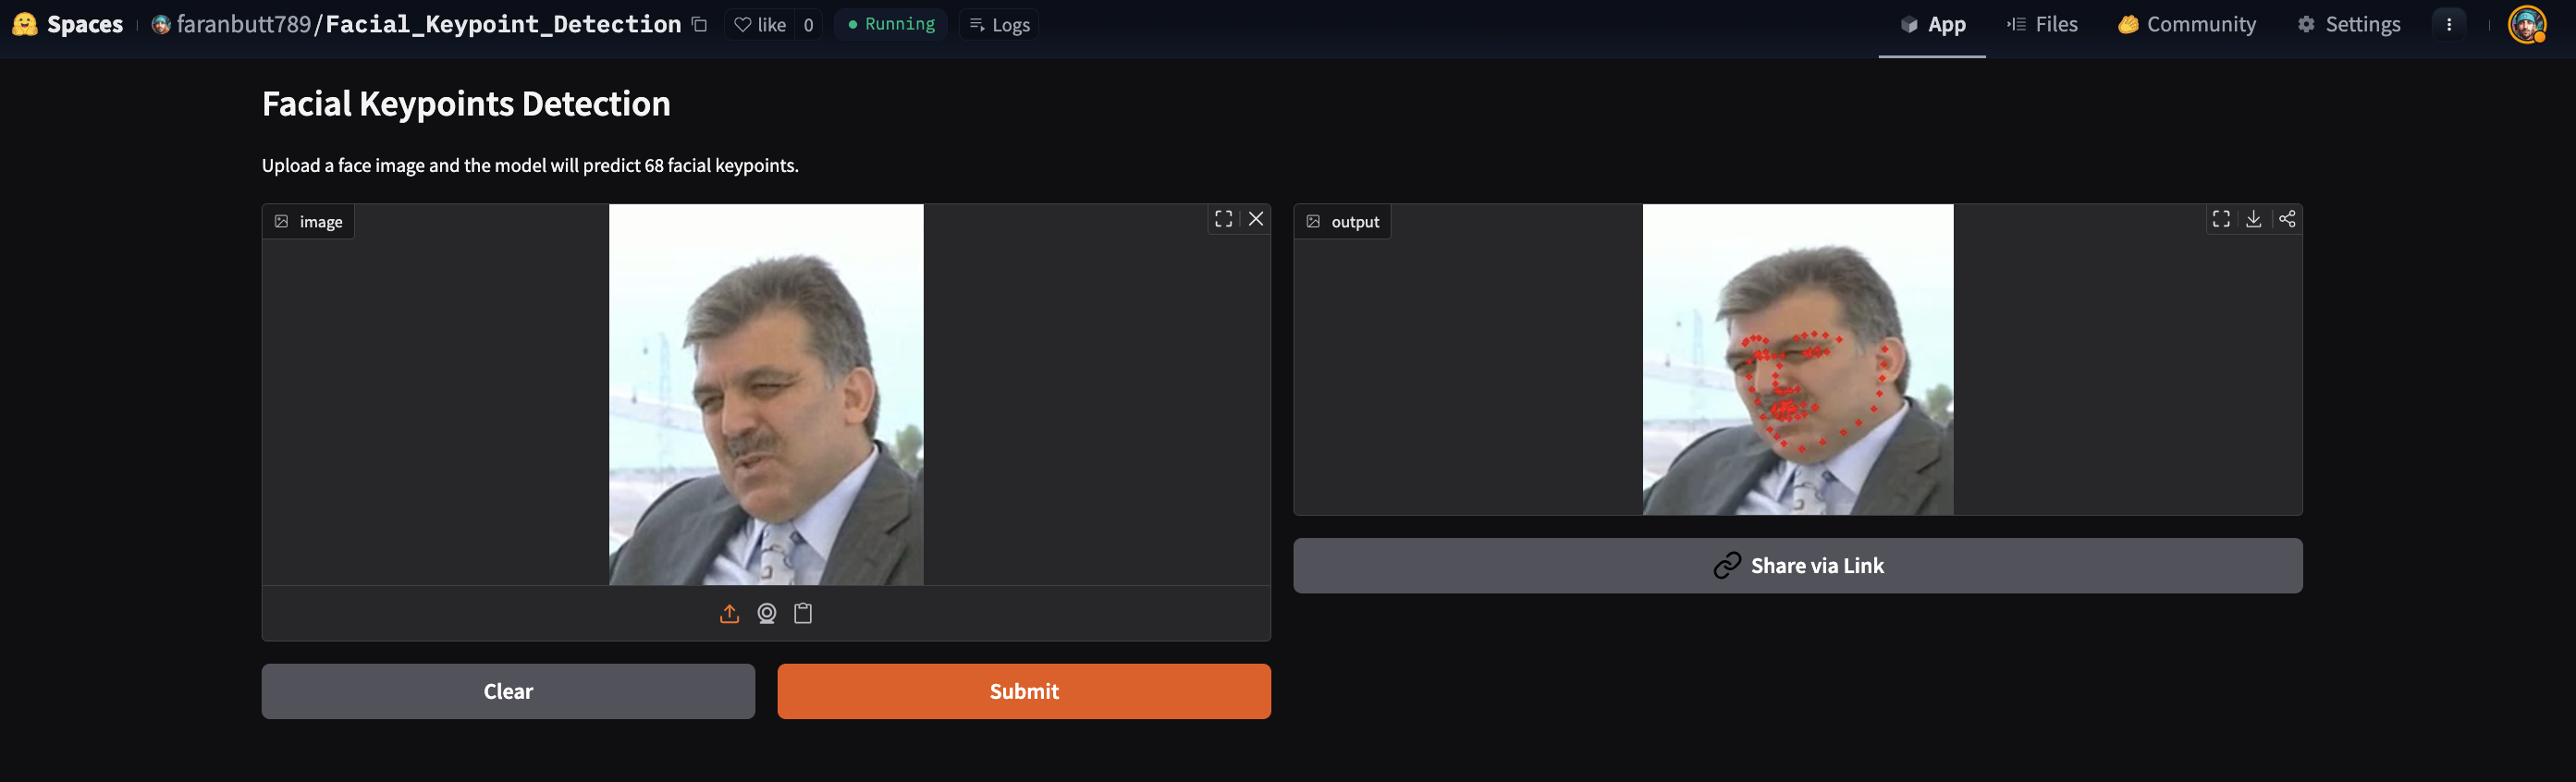 Spaces faranbutt789/Facial_Keypoint_Detection like 0 Running Logs App Files Community Settings
Facial Keypoints Detection
Upload a face image and the model will predict 68 facial keypoints.
image
output
Share via Link
Clear
Submit